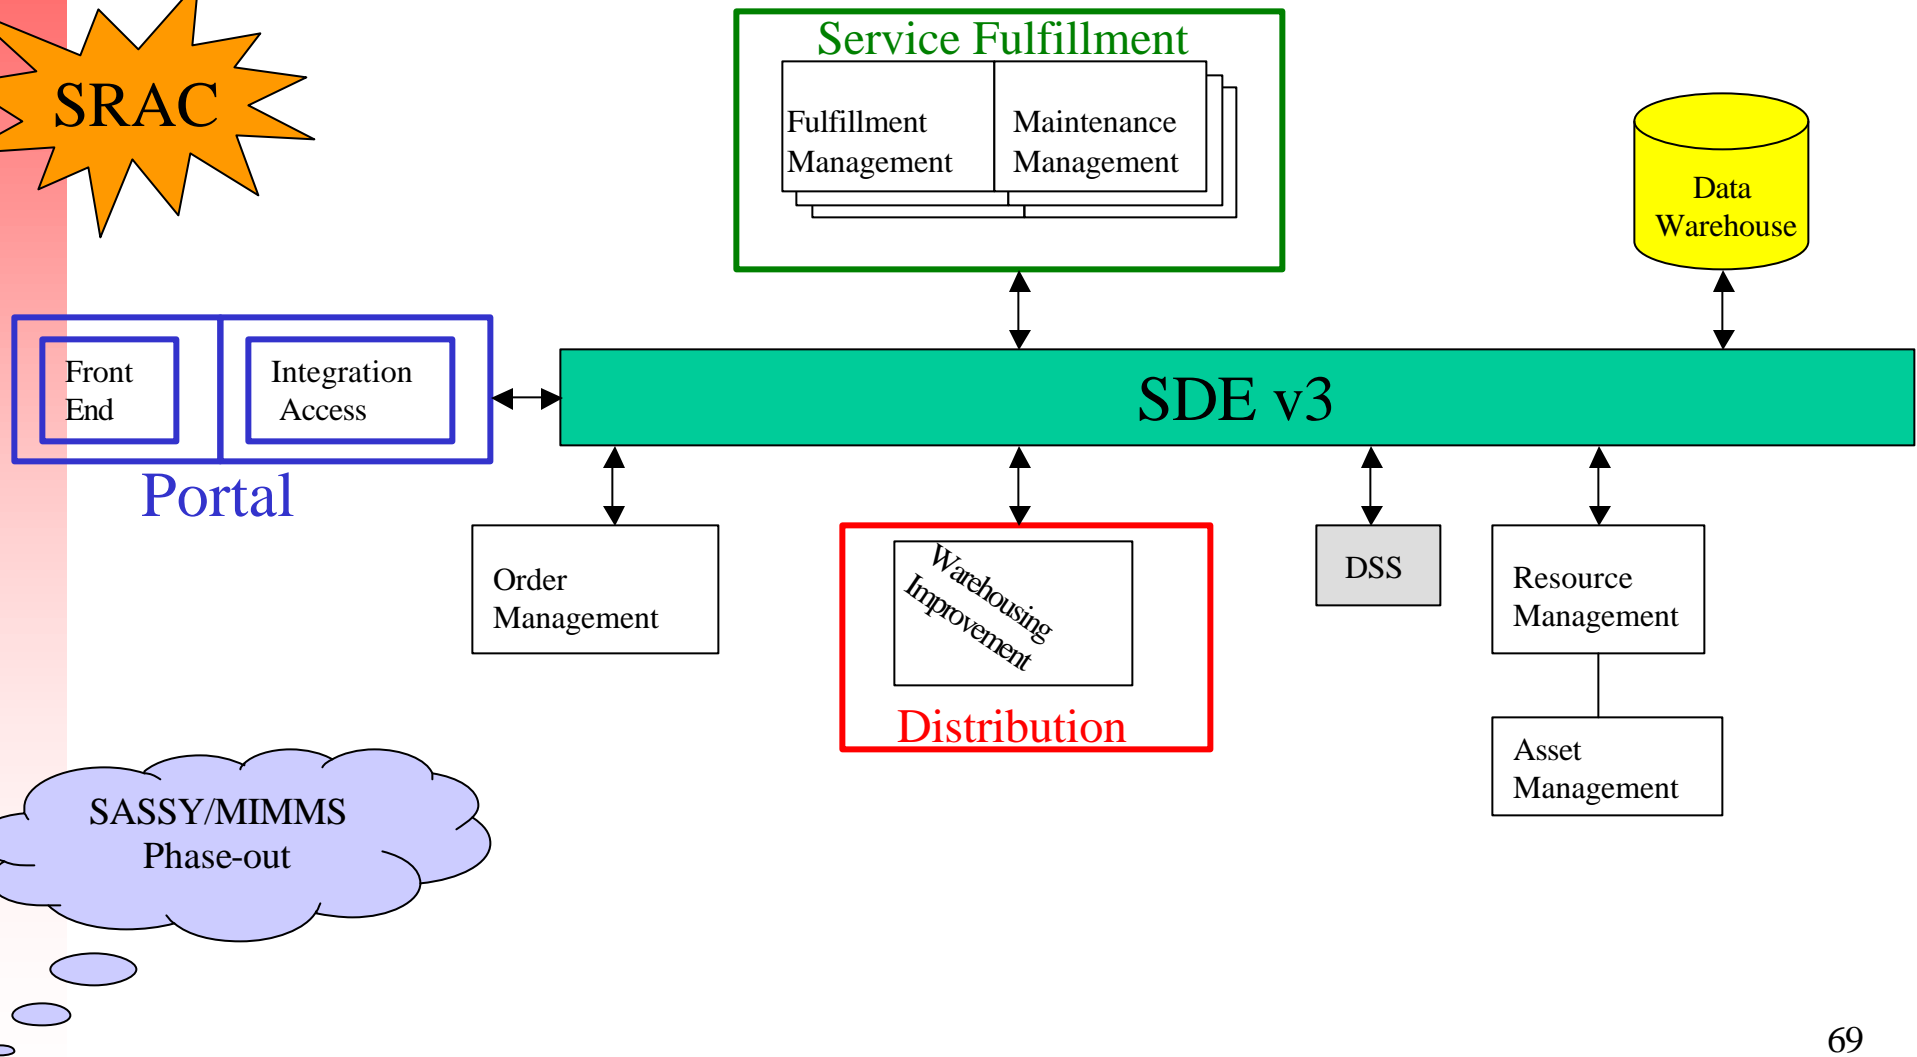 SRAC
Service Fulfillment
Fulfillment
Management
Maintenance
Management
Data
Warehouse
Front
End
Integration
Access
Portal
SDE v3
Order
Management
Warehousing
Improvement
Distribution
DSS
Resource
Management
Asset
Management
SASSY/MIMMS
Phase-out
69